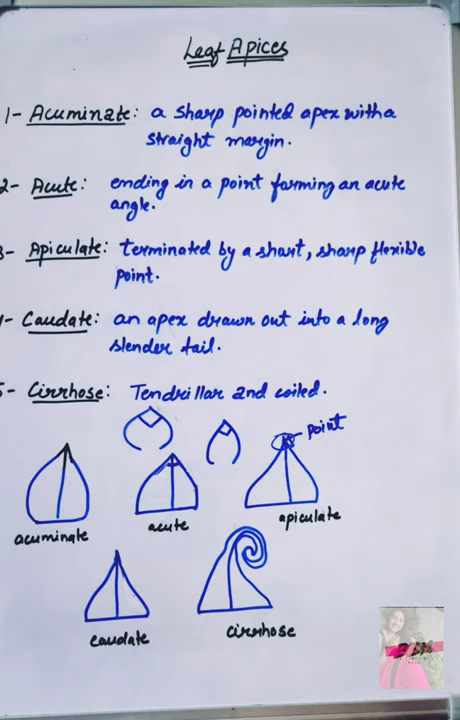 Leaf Apices
1- Acuminate: a sharp pointed apex with a
straight margin.
2- Acute: ending in a point forming an acute
angle.
3- Apiculate: terminated by a short, sharp flexible
point.
4- Caudate: an apex drawn out into a long
slender tail.
5- Cirrhose: Tendrillar and coiled.
point
acuminate
acute
apiculate
caudate
cirrhose